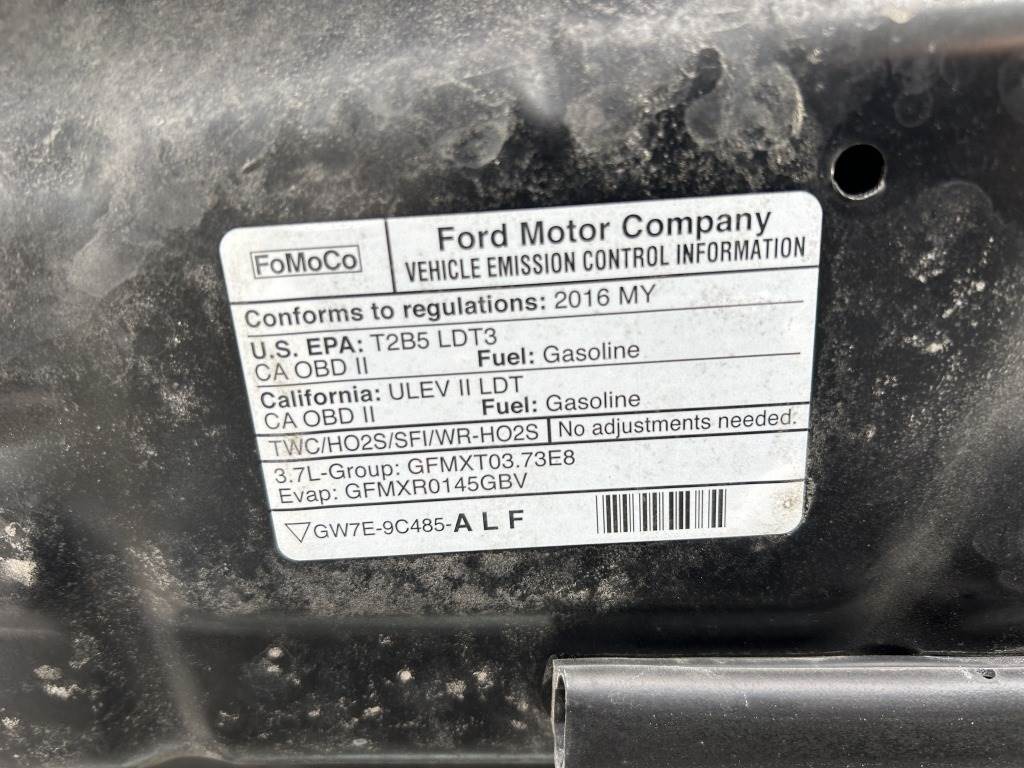 FoMoCo
Ford Motor Company
VEHICLE EMISSION CONTROL INFORMATION
Conforms to regulations: 2016 MY
U.S. EPA: T2B5 LDT3
CA OBD II Fuel: Gasoline
California: ULEV II LDT
CA OBD II Fuel: Gasoline
TWC/HO2S/SFI/WR-HO2S No adjustments needed.
3.7L-Group: GFMXT03.73E8
Evap: GFMXR0145GBV
GW7E-9C485-ALF